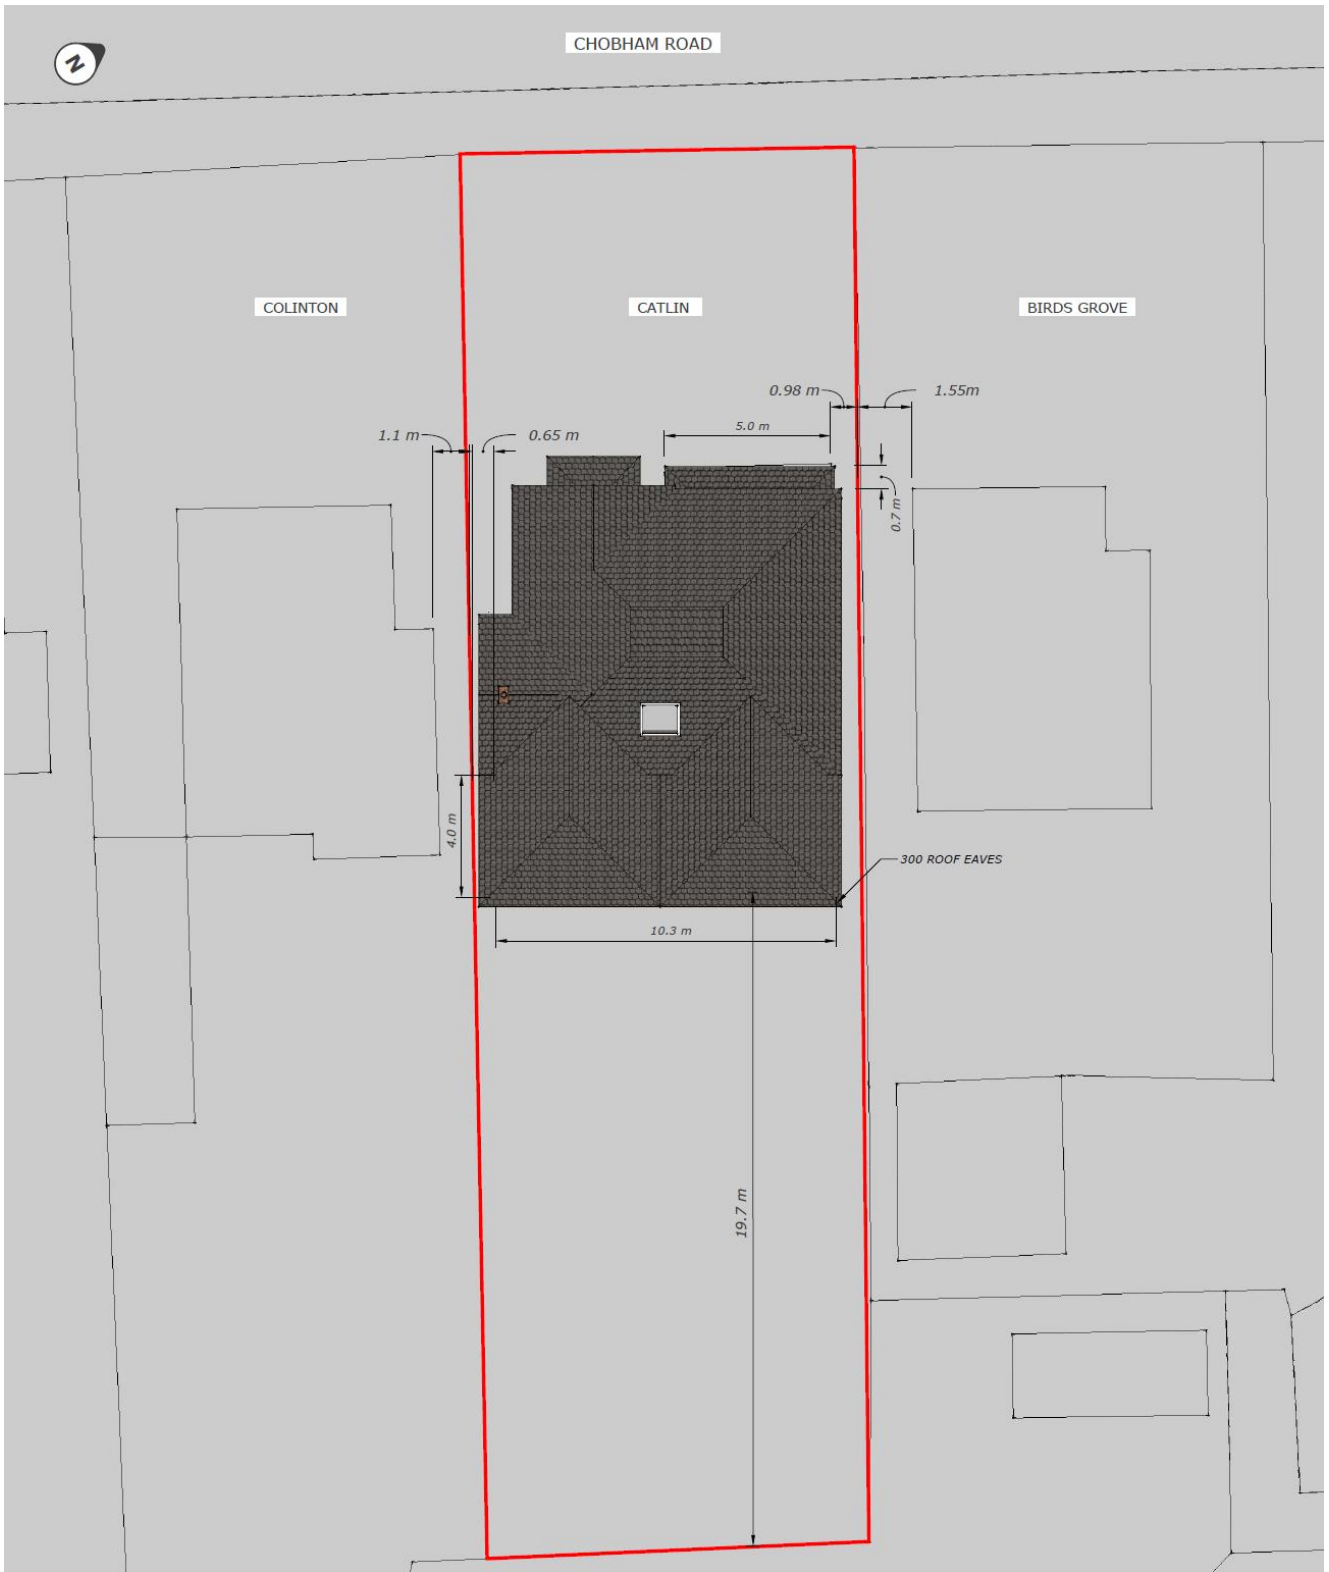 CHOBHAM ROAD
N
COLINTON
CATLIN
BIRDS GROVE
0.98 m
1.55m
1.1 m
0.65 m
5.0 m
0.7 m
4.0 m
300 ROOF EAVES
10.3 m
19.7 m